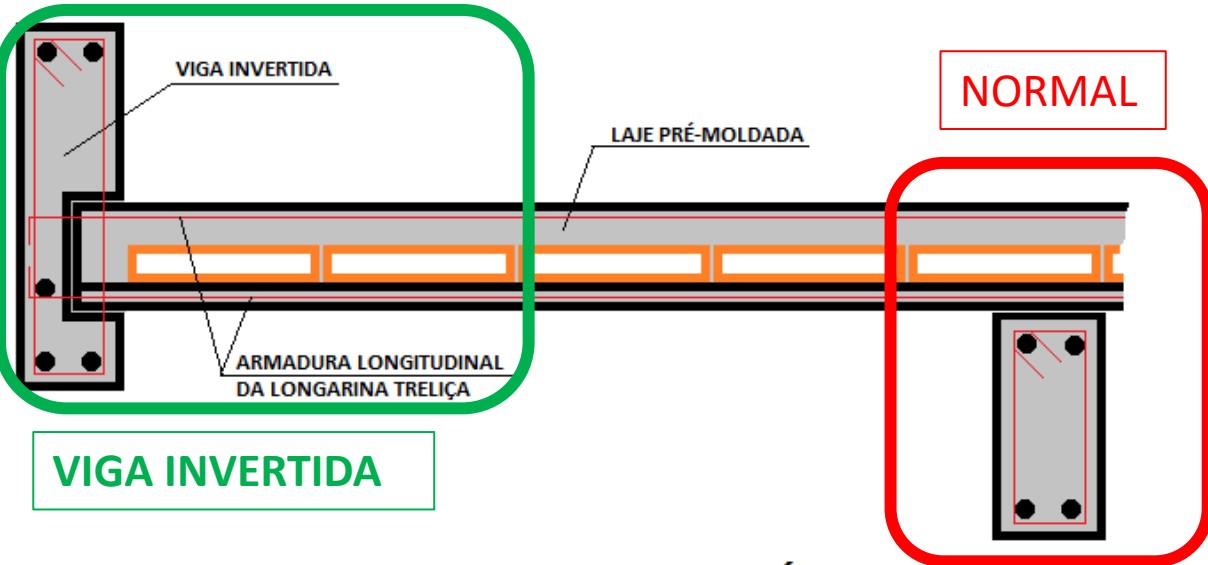 VIGA INVERTIDA
NORMAL
LAJE PRÉ-MOLDADA
ARMADURA LONGITUDINAL
DA LONGARINA TRELIÇA
VIGA INVERTIDA